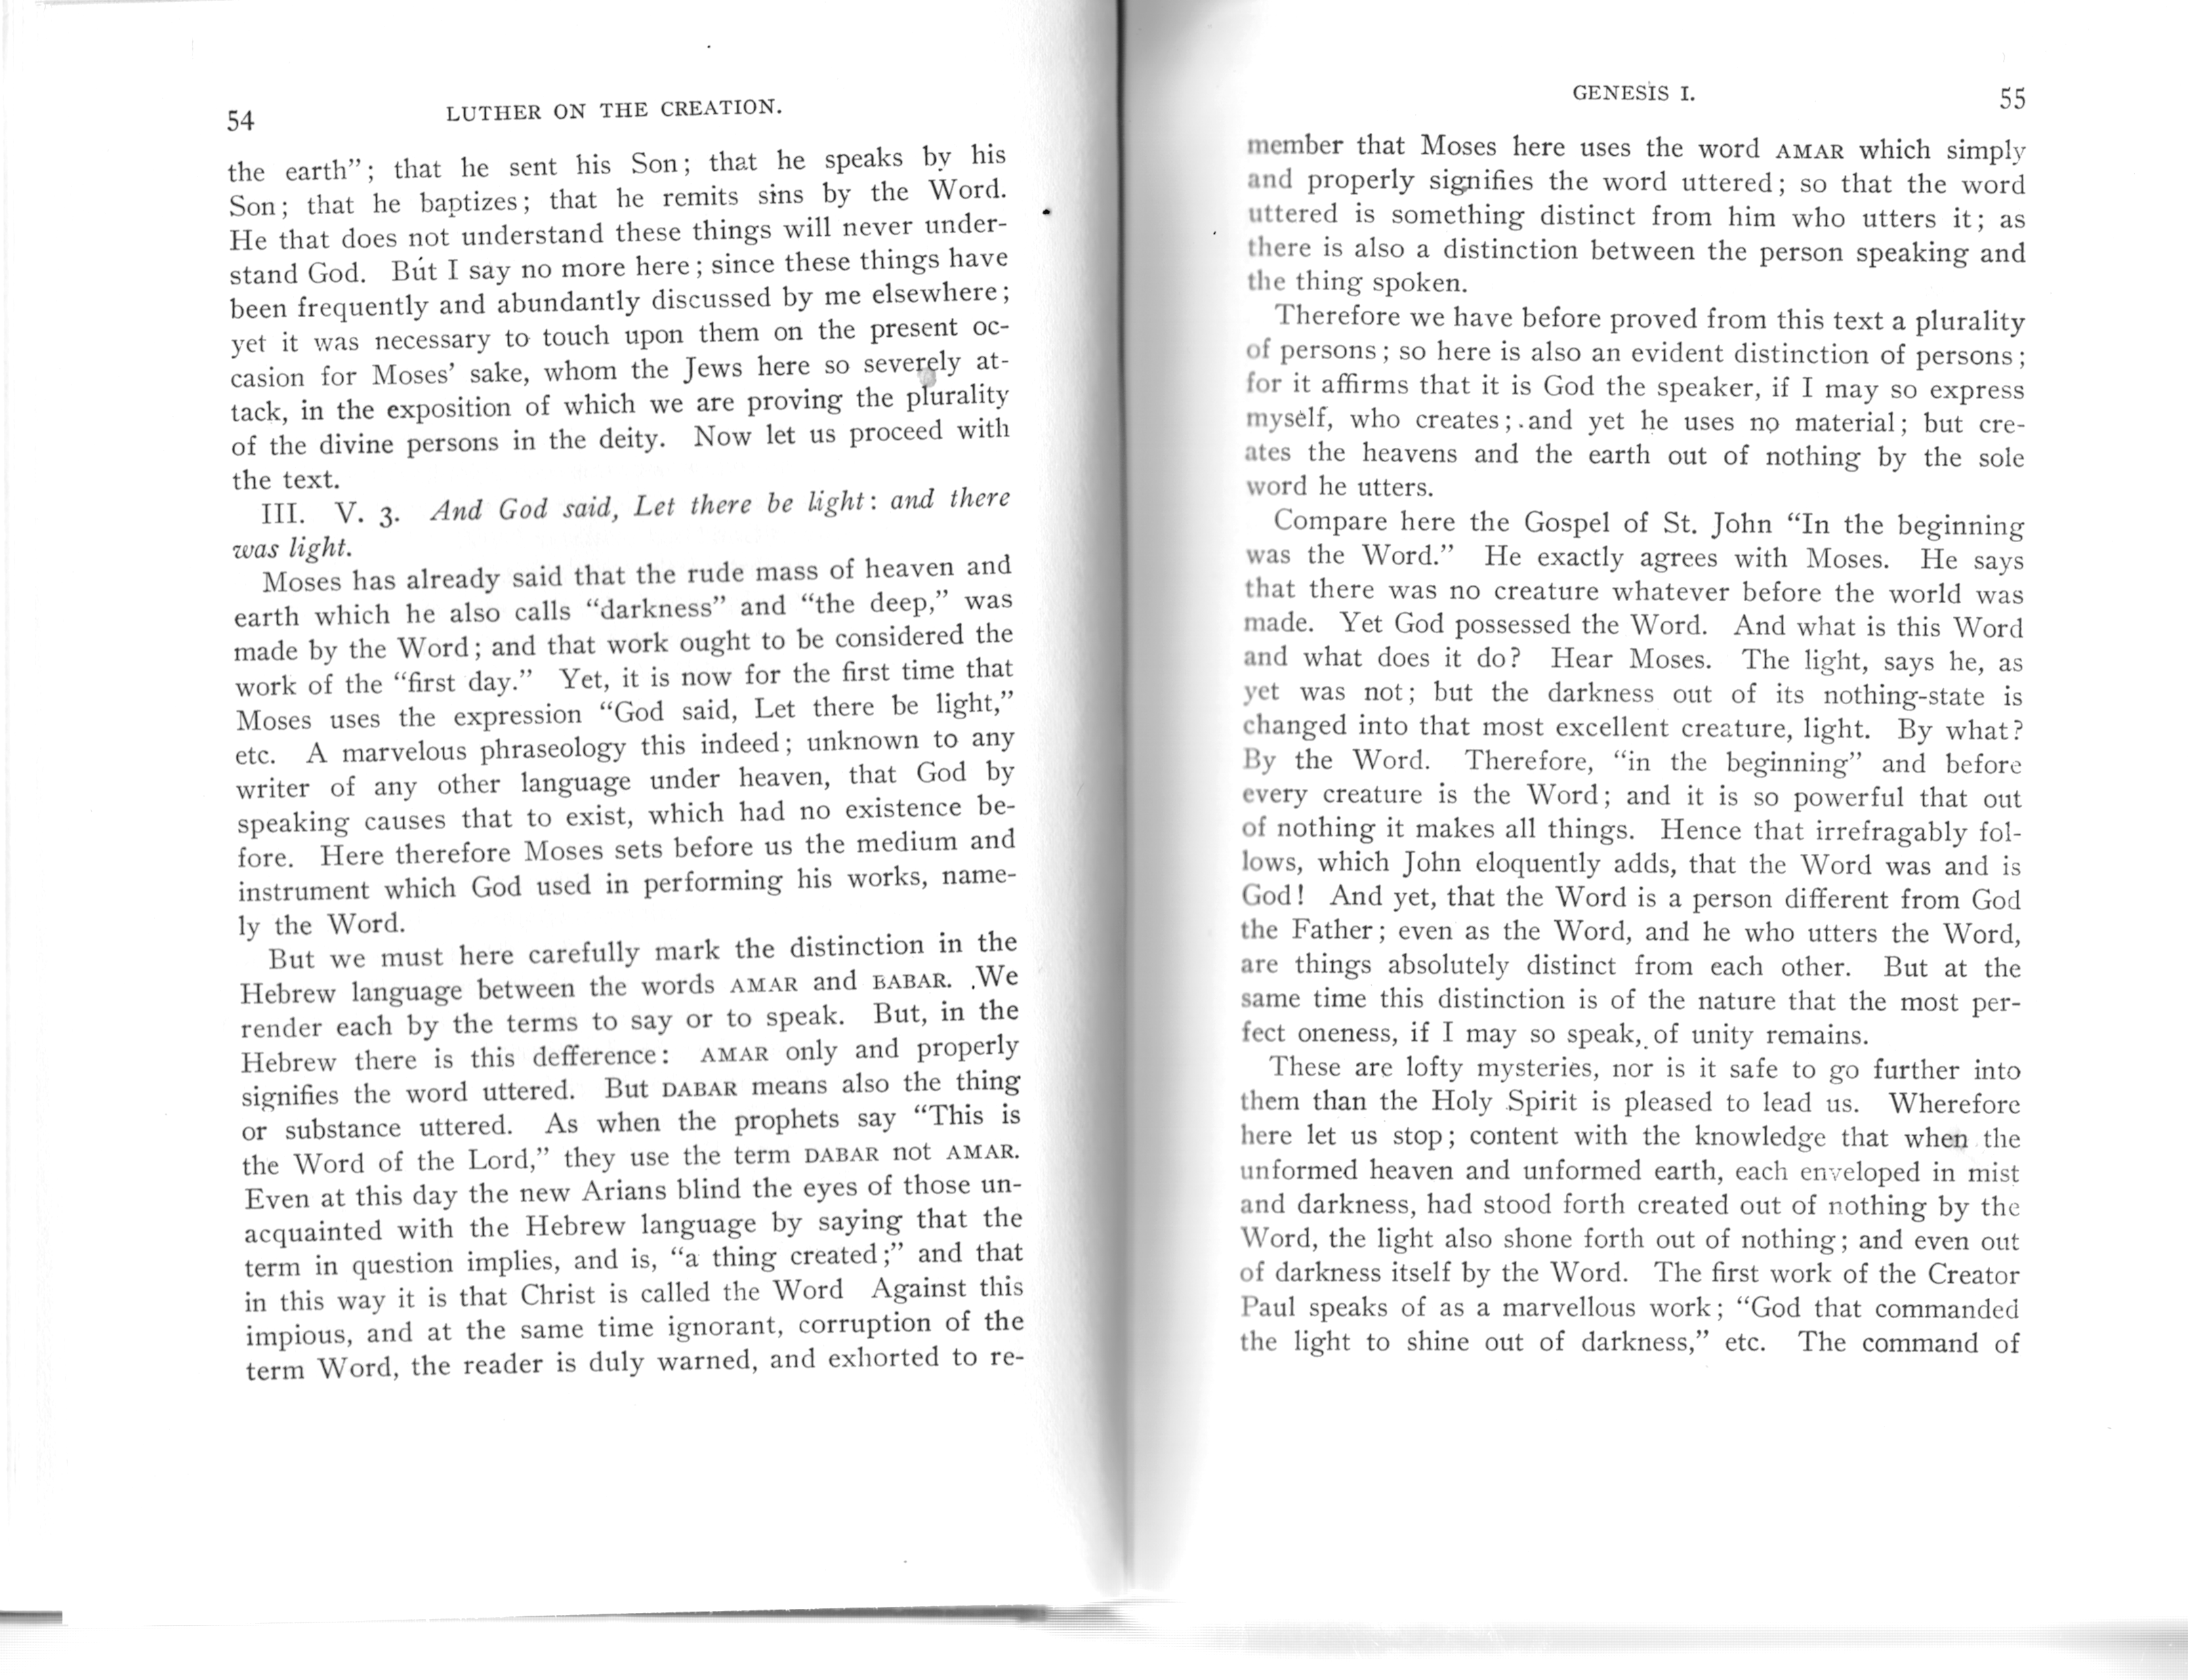 54 LUTHER ON THE CREATION.
the earth”; that he sent his Son; that he speaks by his
Son; that he baptizes; that he remits sins by the Word.
He that does not understand these things will never under-
stand God. But I say no more here; since these things have
been frequently and abundantly discussed by me elsewhere;
yet it was necessary to touch upon them on the present oc-
casion for Moses’ sake, whom the Jews here so severely at-
tack, in the exposition of which we are proving the plurality
of the divine persons in the deity. Now let us proceed with
the text.
III. V. 3. And God said, Let there be light: and there
was light.
Moses has already said that the rude mass of heaven and
earth which he also calls “darkness” and “the deep,” was
made by the Word; and that work ought to be considered the
work of the “first day.” Yet, it is now for the first time that
Moses uses the expression “God said, Let there be light,”
etc. A marvelous phraseology this indeed; unknown to any
writer of any other language under heaven, that God by
speaking causes that to exist, which had no existence be-
fore. Here therefore Moses sets before us the medium and
instrument which God used in performing his works, name-
ly the Word.
But we must here carefully mark the distinction in the
Hebrew language between the words AMAR and BABAR. We
render each by the terms to say or to speak. But, in the
Hebrew there is this defference: AMAR only and properly
signifies the word uttered. But DABAR means also the thing
or substance uttered. As when the prophets say “This is
the Word of the Lord,” they use the term DABAR not AMAR.
Even at this day the new Arians blind the eyes of those un-
acquainted with the Hebrew language by saying that the
term in question implies, and is, “a thing created;” and that
in this way it is that Christ is called the Word Against this
impious, and at the same time ignorant, corruption of the
term Word, the reader is duly warned, and exhorted to re-
GENESIS I. 55
member that Moses here uses the word AMAR which simply
and properly signifies the word uttered; so that the word
uttered is something distinct from him who utters it; as
there is also a distinction between the person speaking and
the thing spoken.
Therefore we have before proved from this text a plurality
of persons; so here is also an evident distinction of persons;
for it affirms that it is God the speaker, if I may so express
myself, who creates; and yet he uses no material; but cre-
ates the heavens and the earth out of nothing by the sole
word he utters.
Compare here the Gospel of St. John “In the beginning
was the Word.” He exactly agrees with Moses. He says
that there was no creature whatever before the world was
made. Yet God possessed the Word. And what is this Word
and what does it do? Hear Moses. The light, says he, as
yet was not; but the darkness out of its nothing-state is
changed into that most excellent creature, light. By what?
By the Word. Therefore, “in the beginning” and before
every creature is the Word; and it is so powerful that out
of nothing it makes all things. Hence that irrefragably fol-
lows, which John eloquently adds, that the Word was and is
God! And yet, that the Word is a person different from God
the Father; even as the Word, and he who utters the Word,
are things absolutely distinct from each other. But at the
same time this distinction is of the nature that the most per-
fect oneness, if I may so speak, of unity remains.
These are lofty mysteries, nor is it safe to go further into
them than the Holy Spirit is pleased to lead us. Wherefore
here let us stop; content with the knowledge that when the
unformed heaven and unformed earth, each enveloped in mist
and darkness, had stood forth created out of nothing by the
Word, the light also shone forth out of nothing; and even out
of darkness itself by the Word. The first work of the Creator
Paul speaks of as a marvellous work; “God that commanded
the light to shine out of darkness,” etc. The command of